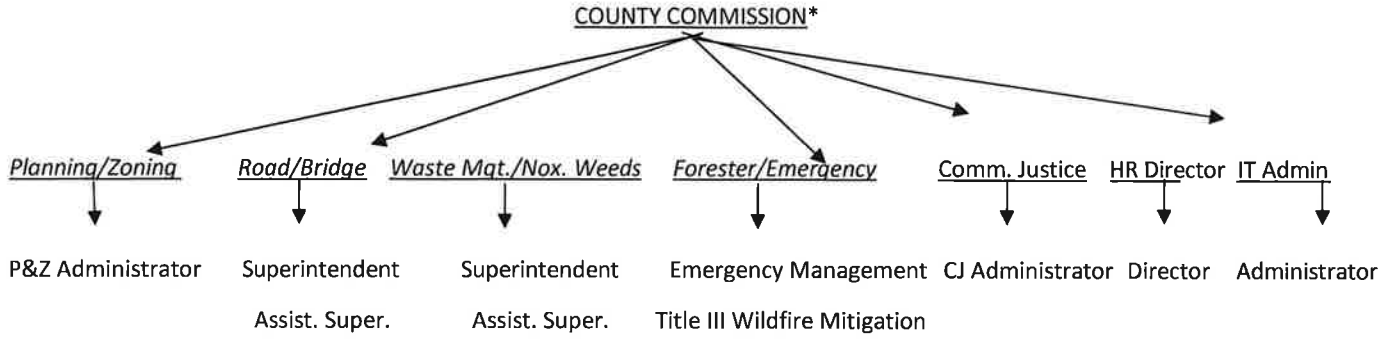 COUNTY COMMISSION*
Planning/Zoning Road/Bridge Waste Mgt./Nox. Weeds Forester/Emergency Comm. Justice HR Director IT Admin
P&Z Administrator Superintendent Superintendent Emergency Management CJ Administrator Director Administrator
Assist. Super. Assist. Super. Title III Wildfire Mitigation